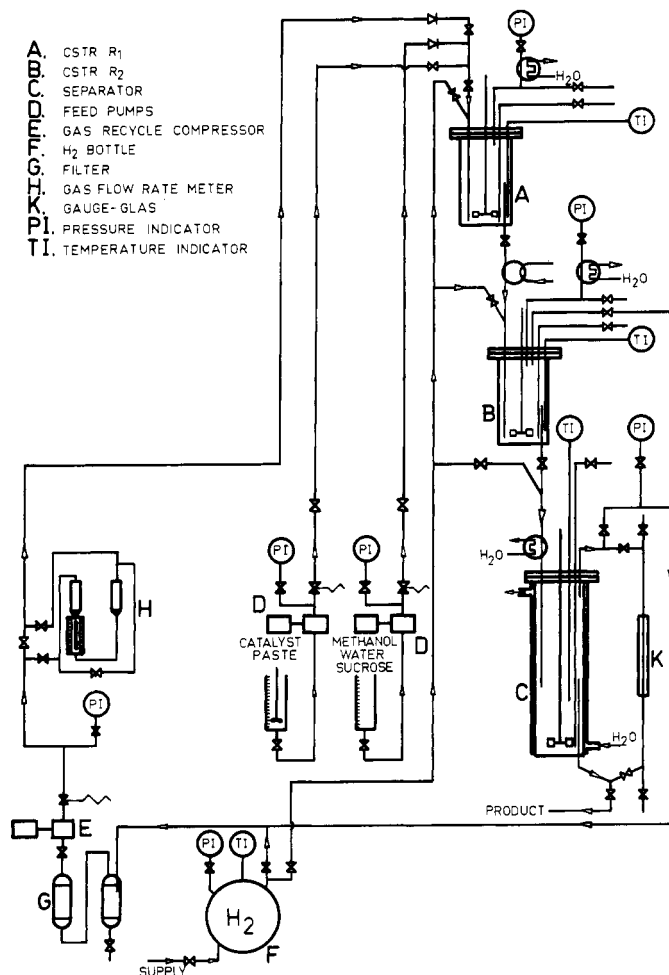 A. CSTR R1
B. CSTR R2
C. SEPARATOR
D. FEED PUMPS
E. GAS RECYCLE COMPRESSOR
F. H2 BOTTLE
G. FILTER
H. GAS FLOW RATE METER
K. GAUGE-GLAS
PI. PRESSURE INDICATOR
TI. TEMPERATURE INDICATOR
PI
H2O
TI
A
PI
H2O
TI
B
TI
PI
H2O
H
PI
PI
D
D
CATALYST PASTE
METHANOL WATER SUCROSE
K
C
PI
H2O
PRODUCT
E
PI
TI
G
H2
F
SUPPLY